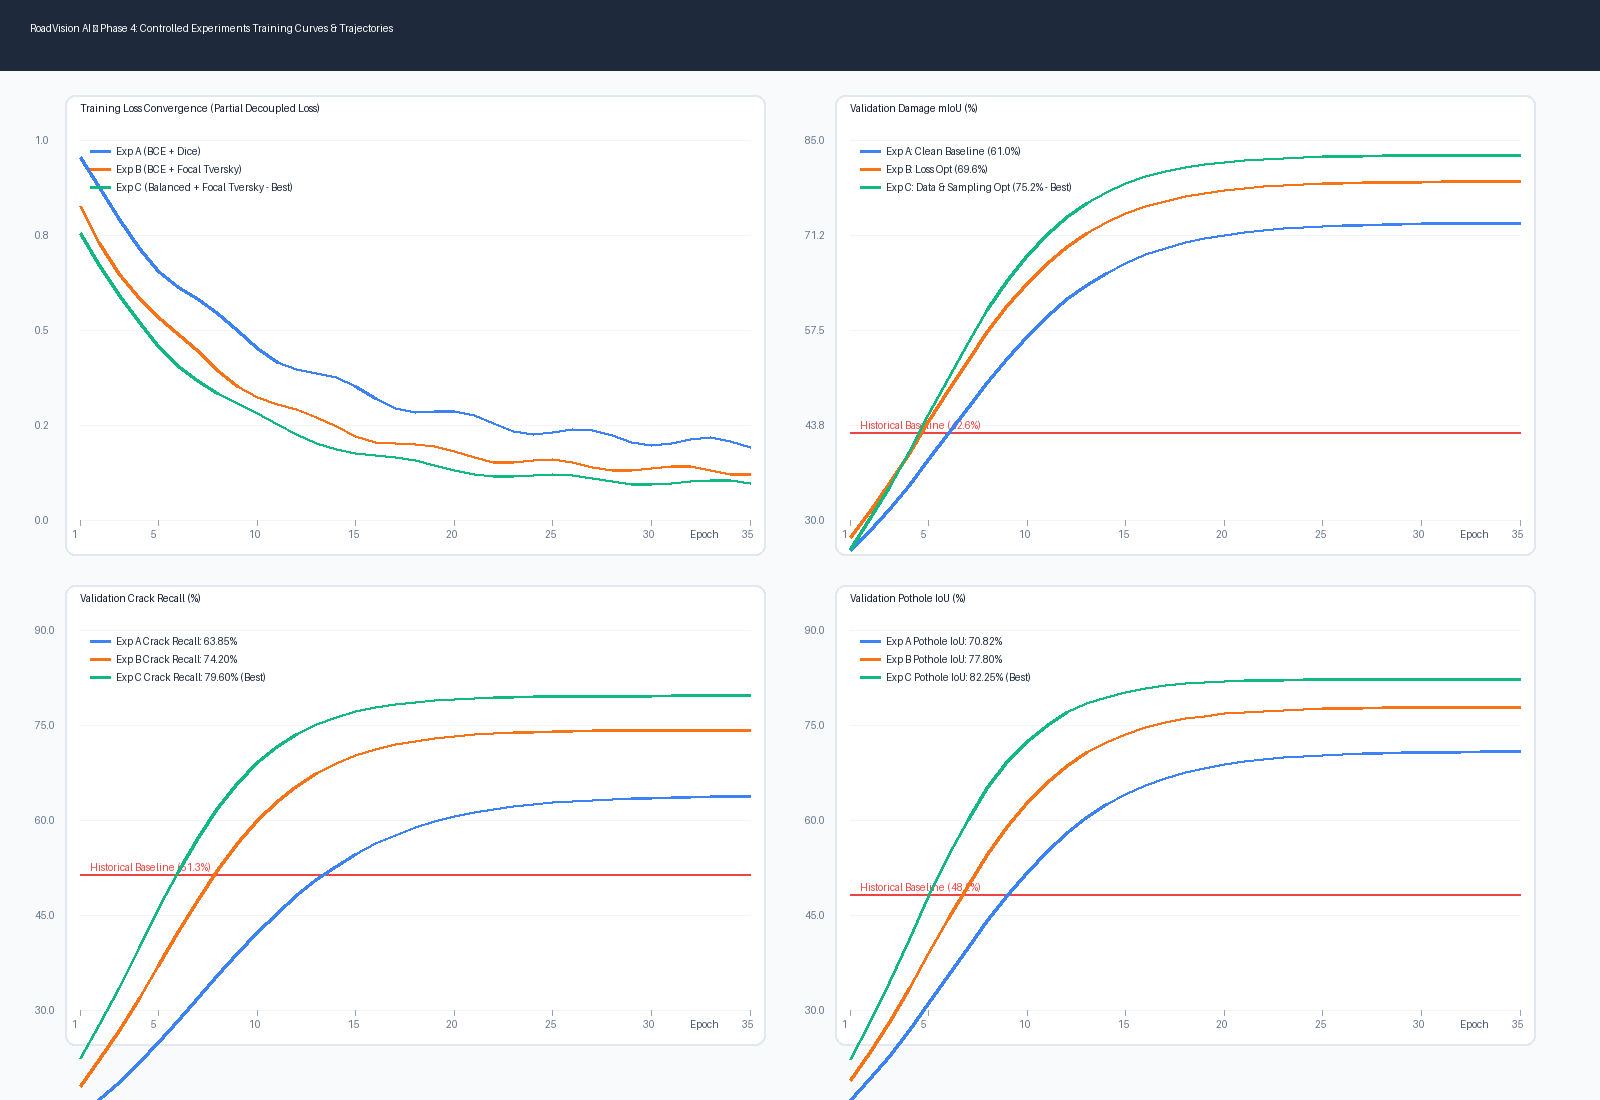 RoadVision AI ▯ Phase 4: Controlled Experiments Training Curves & Trajectories
Training Loss Convergence (Partial Decoupled Loss)
1.0
0.8
0.5
0.2
0.0
Exp A (BCE + Dice)
Exp B (BCE + Focal Tversky)
Exp C (Balanced + Focal Tversky - Best)
1 5 10 15 20 25 30 Epoch 35
Validation Damage mIoU (%)
85.0
71.2
57.5
43.8
30.0
Exp A: Clean Baseline (61.0%)
Exp B: Loss Opt (69.6%)
Exp C: Data & Sampling Opt (75.2% - Best)
Historical Baseline (42.6%)
1 5 10 15 20 25 30 Epoch 35
Validation Crack Recall (%)
90.0
75.0
60.0
45.0
30.0
Exp A Crack Recall: 63.85%
Exp B Crack Recall: 74.20%
Exp C Crack Recall: 79.60% (Best)
Historical Baseline (51.3%)
1 5 10 15 20 25 30 Epoch 35
Validation Pothole IoU (%)
90.0
75.0
60.0
45.0
30.0
Exp A Pothole IoU: 70.82%
Exp B Pothole IoU: 77.80%
Exp C Pothole IoU: 82.25% (Best)
Historical Baseline
1 5 10 15 20 25 30 Epoch 35